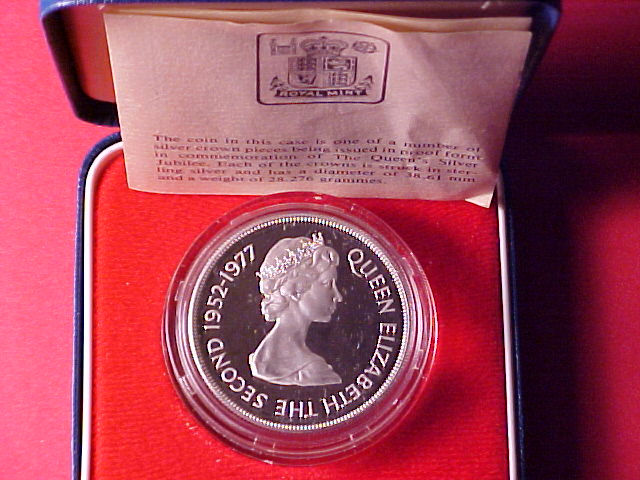 ROYAL MINT
The coin in this case is one of a number of
silver crown pieces being issued in proof form
in commemoration of The Queen's Silver
Jubilee. Each of the crowns is struck in ster-
ling silver and has a diameter of 38.61 mm
and a weight of 28.276 grammes.
QUEEN ELIZABETH THE SECOND 1952-1977